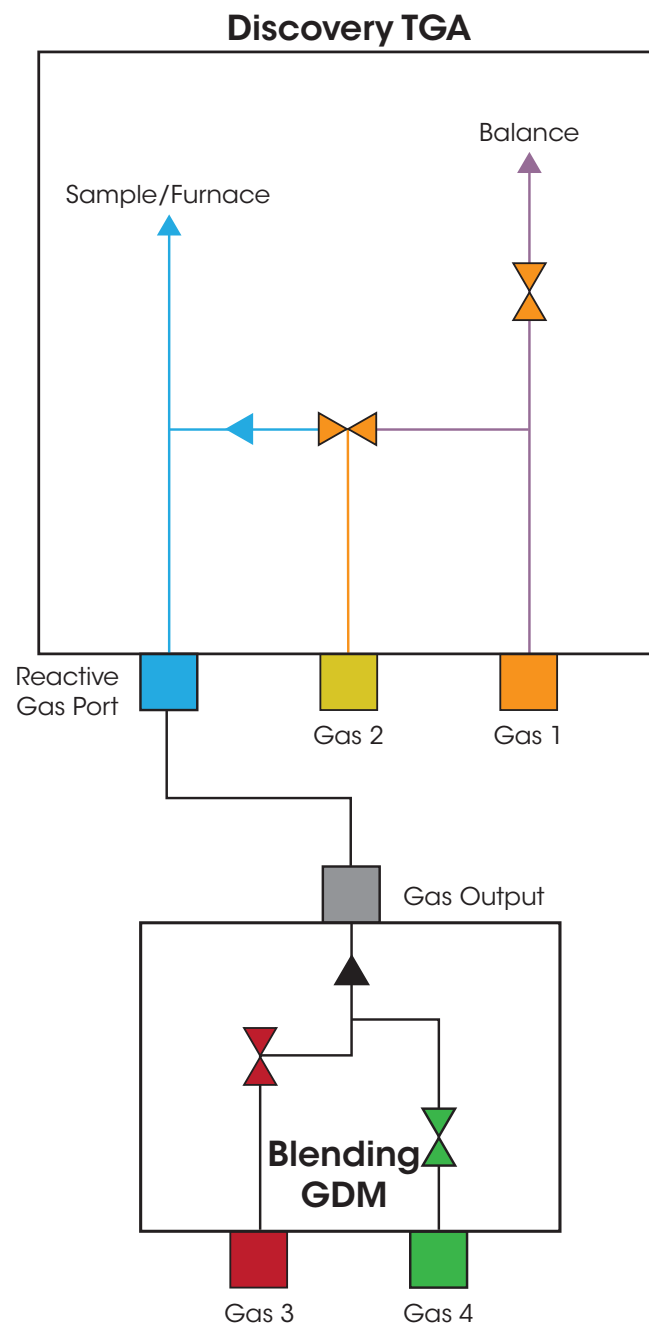 Discovery TGA
Balance
Sample/Furnace
Reactive
Gas Port
Gas 2
Gas 1
Gas Output
Blending
GDM
Gas 3
Gas 4